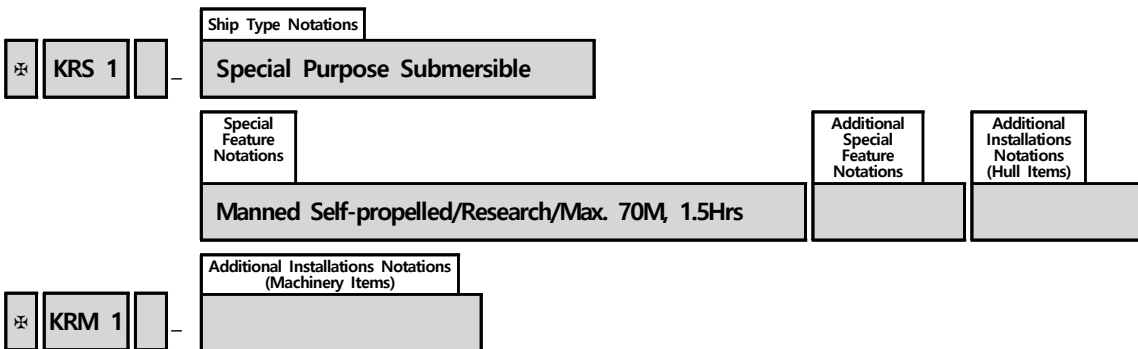 Ship Type Notations
✠ KRS 1 _ Special Purpose Submersible
Special
Feature
Notations
Additional
Special
Feature
Notations
Additional
Installations
Notations
(Hull Items)
Manned Self-propelled/Research/Max. 70M, 1.5Hrs
Additional Installations Notations
(Machinery Items)
✠ KRM 1 _